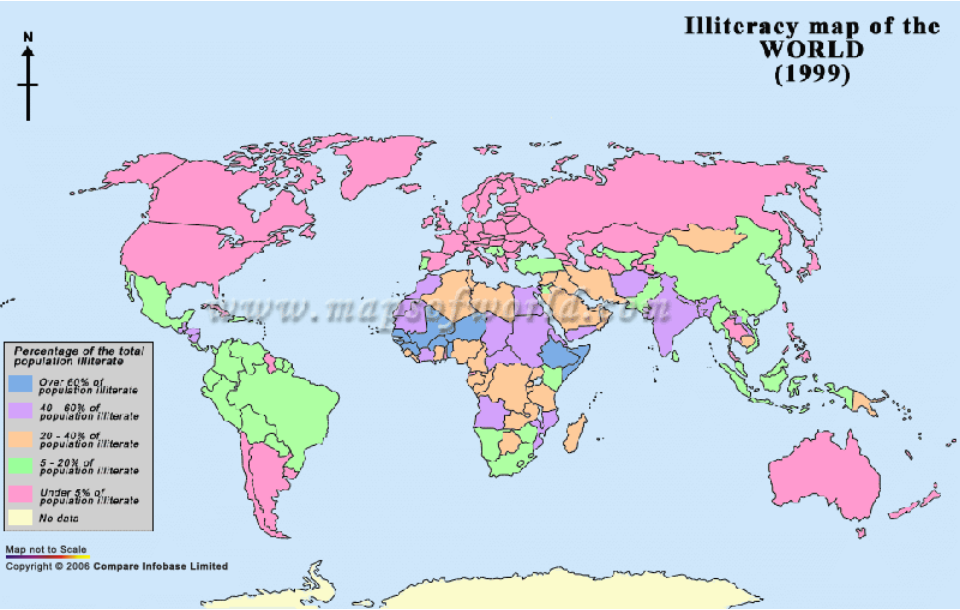 Illiteracy map of the
WORLD
(1999)
N
www.mapsofworld.com
Percentage of the total
population illiterate
Over 60% of
population illiterate
40 - 60% of
population illiterate
20 - 40% of
population illiterate
5 - 20% of
population illiterate
Under 5% of
population illiterate
No data
Map not to Scale
Copyright © 2006 Compare Infobase Limited